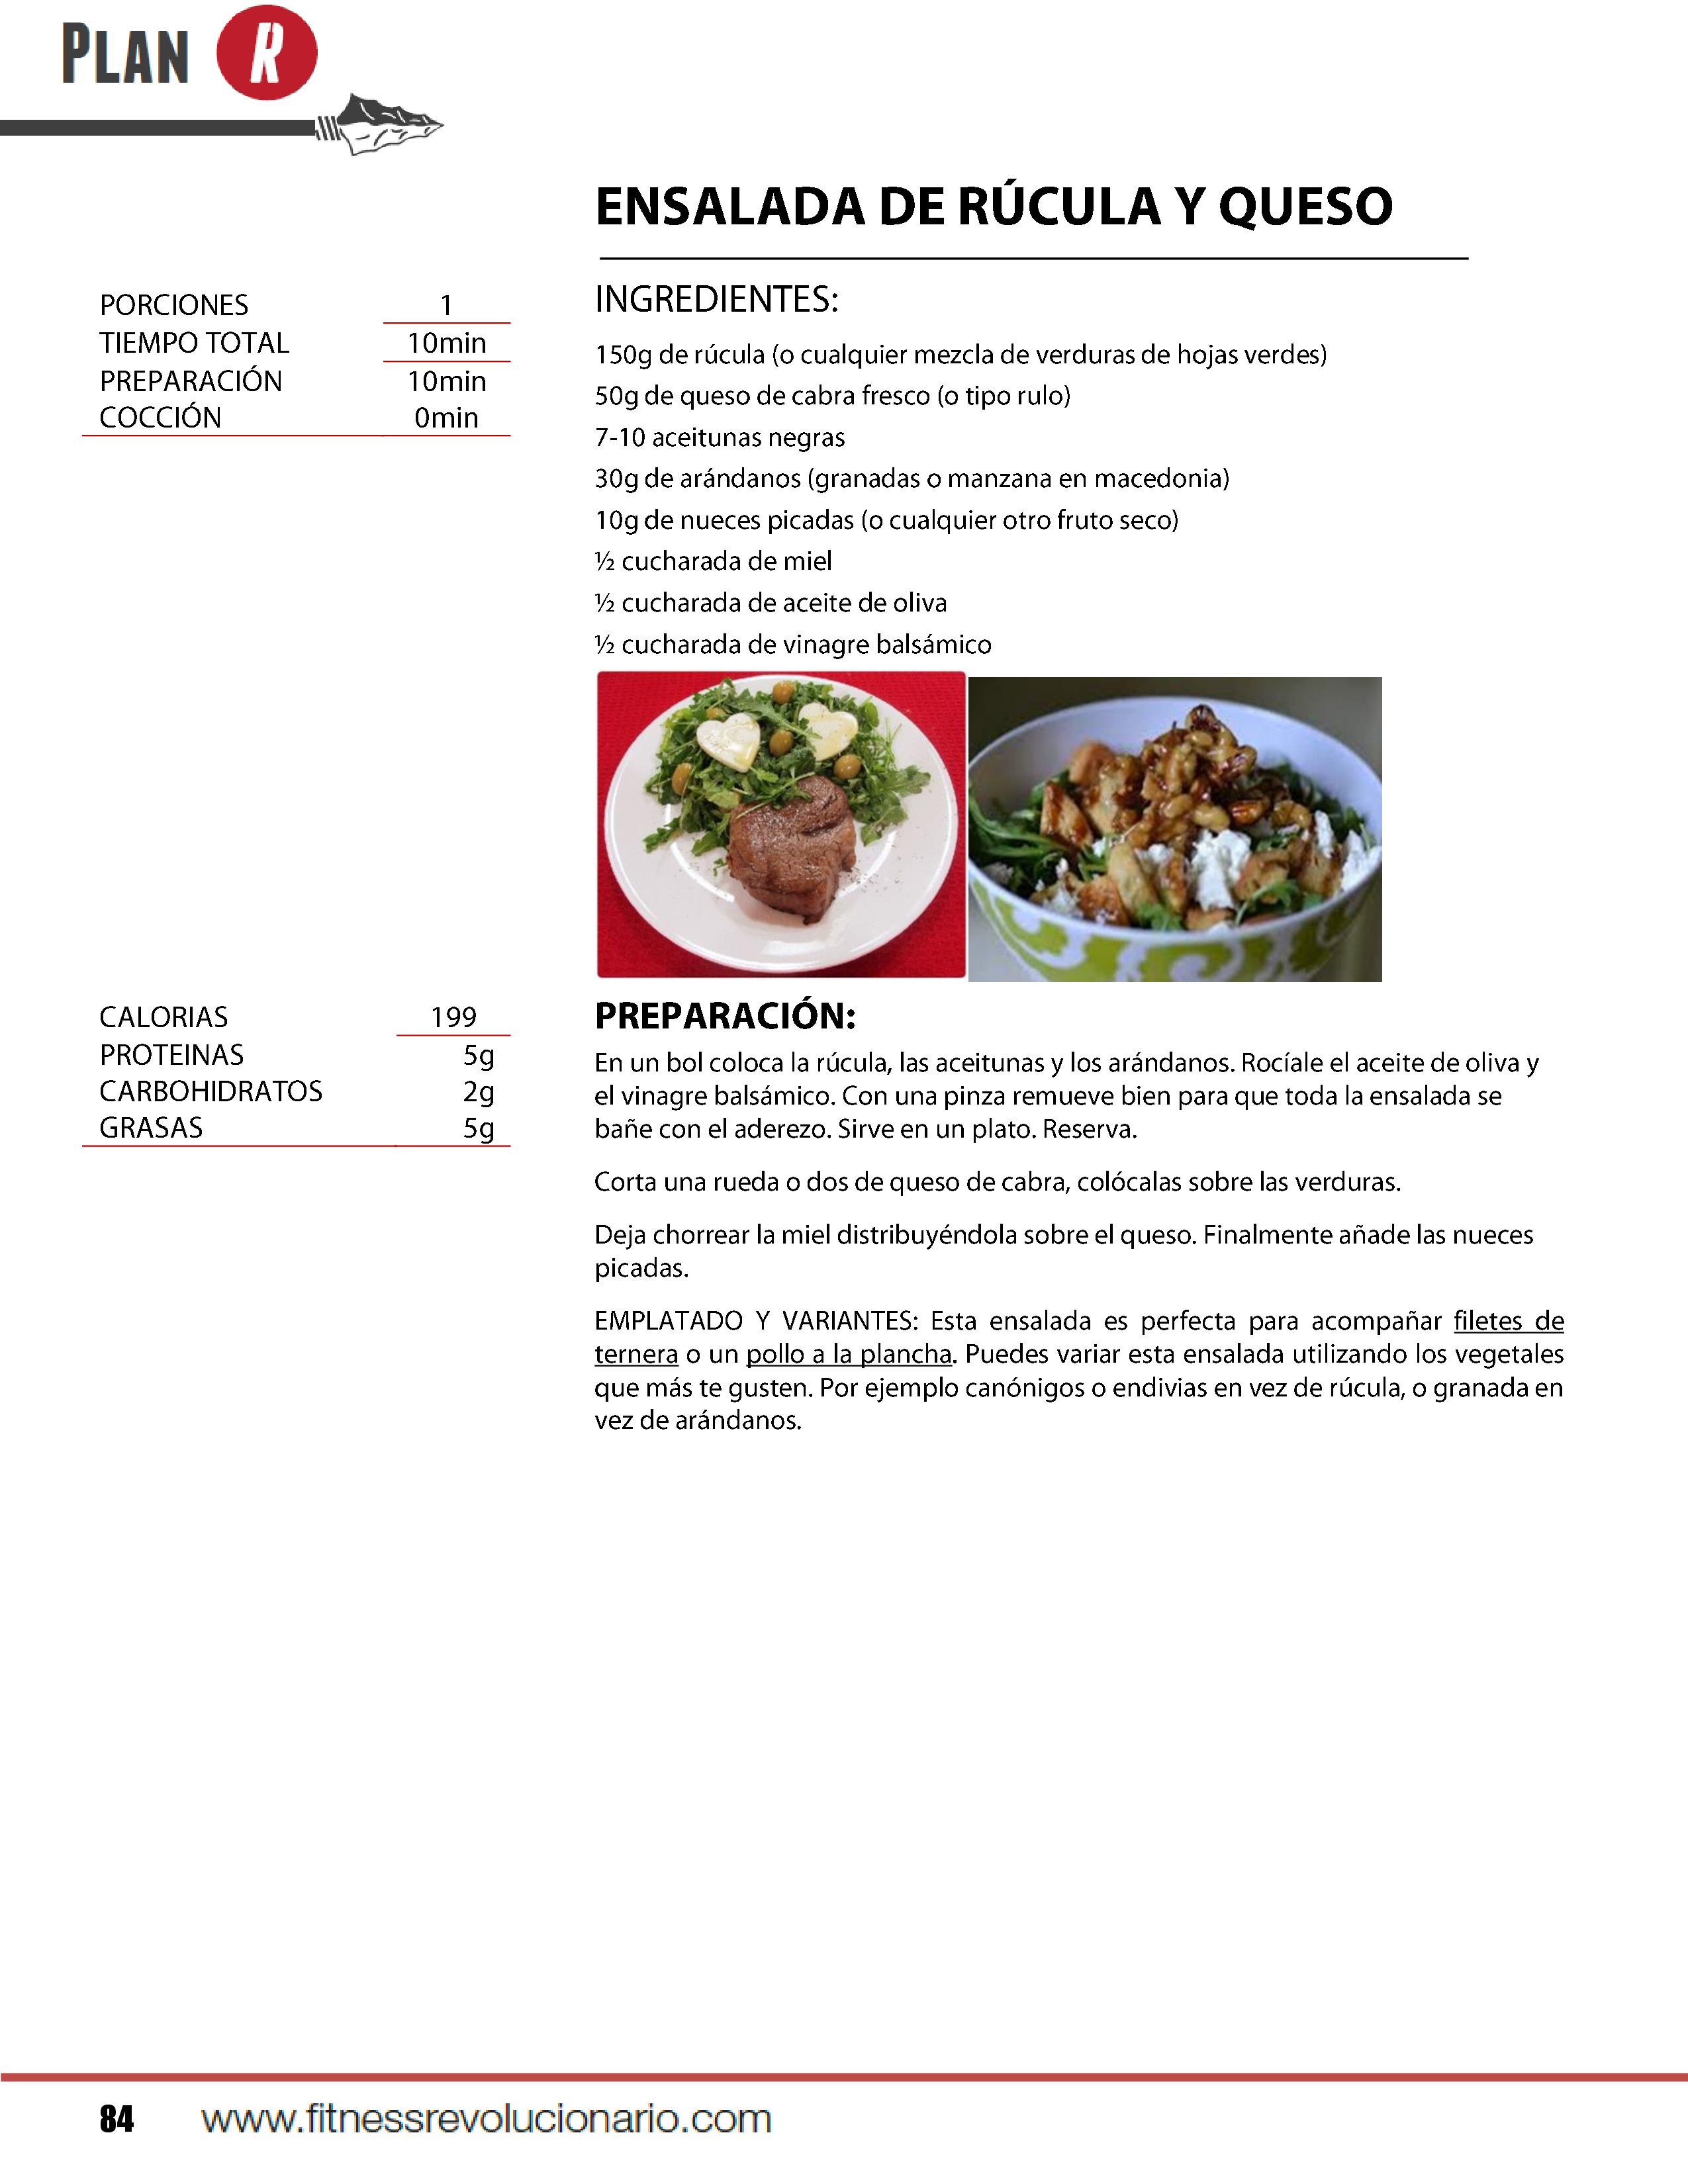 PLAN R
ENSALADA DE RÚCULA Y QUESO
PORCIONES 1
TIEMPO TOTAL 10min
PREPARACIÓN 10min
COCCIÓN 0min
INGREDIENTES:
150g de rúcula (o cualquier mezcla de verduras de hojas verdes)
50g de queso de cabra fresco (o tipo rulo)
7-10 aceitunas negras
30g de arándanos (granadas o manzana en macedonia)
10g de nueces picadas (o cualquier otro fruto seco)
½ cucharada de miel
½ cucharada de aceite de oliva
½ cucharada de vinagre balsámico
CALORIAS 199
PROTEINAS 5g
CARBOHIDRATOS 2g
GRASAS 5g
PREPARACIÓN:
En un bol coloca la rúcula, las aceitunas y los arándanos. Rocíale el aceite de oliva y
el vinagre balsámico. Con una pinza remueve bien para que toda la ensalada se
bañe con el aderezo. Sirve en un plato. Reserva.
Corta una rueda o dos de queso de cabra, colócalas sobre las verduras.
Deja chorrear la miel distribuyéndola sobre el queso. Finalmente añade las nueces
picadas.
EMPLATADO Y VARIANTES: Esta ensalada es perfecta para acompañar filetes de
ternera o un pollo a la plancha. Puedes variar esta ensalada utilizando los vegetales
que más te gusten. Por ejemplo canónigos o endivias en vez de rúcula, o granada en
vez de arándanos.
84 www.fitnessrevolucionario.com